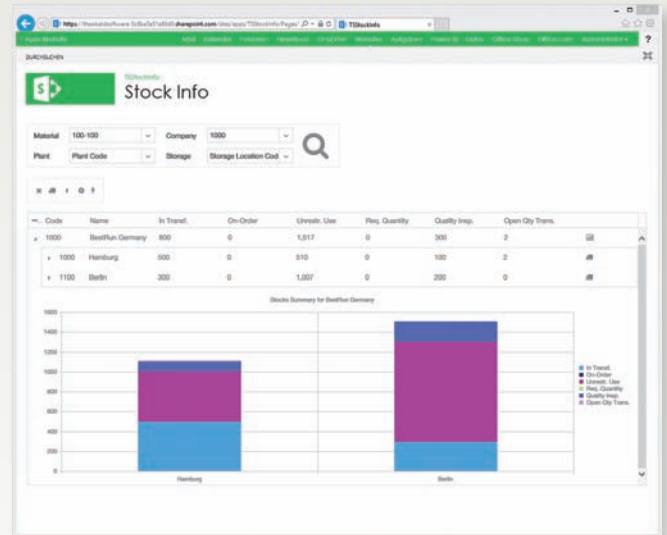 TSStockInfo
DURCHSUCHEN
TSStockInfo
S
Stock Info
Material 100-100 Company 1000
Plant Plant Code Storage Storage Location Cod
Code Name In Transf. On-Order Unrestr. Use Req. Quantity Quality Insp. Open Qty Trans.
1000 BestRun Germany 800 0 1,517 0 300 2
1000 Hamburg 500 0 510 0 100 2
1100 Berlin 300 0 1,007 0 200 0
Stocks Summary for BestRun Germany
1600
1400
1200
1000
800
600
400
200
0
Hamburg Berlin
In Transf.
On-Order
Unrestr. Use
Req. Quantity
Quality Insp.
Open Qty Trans.